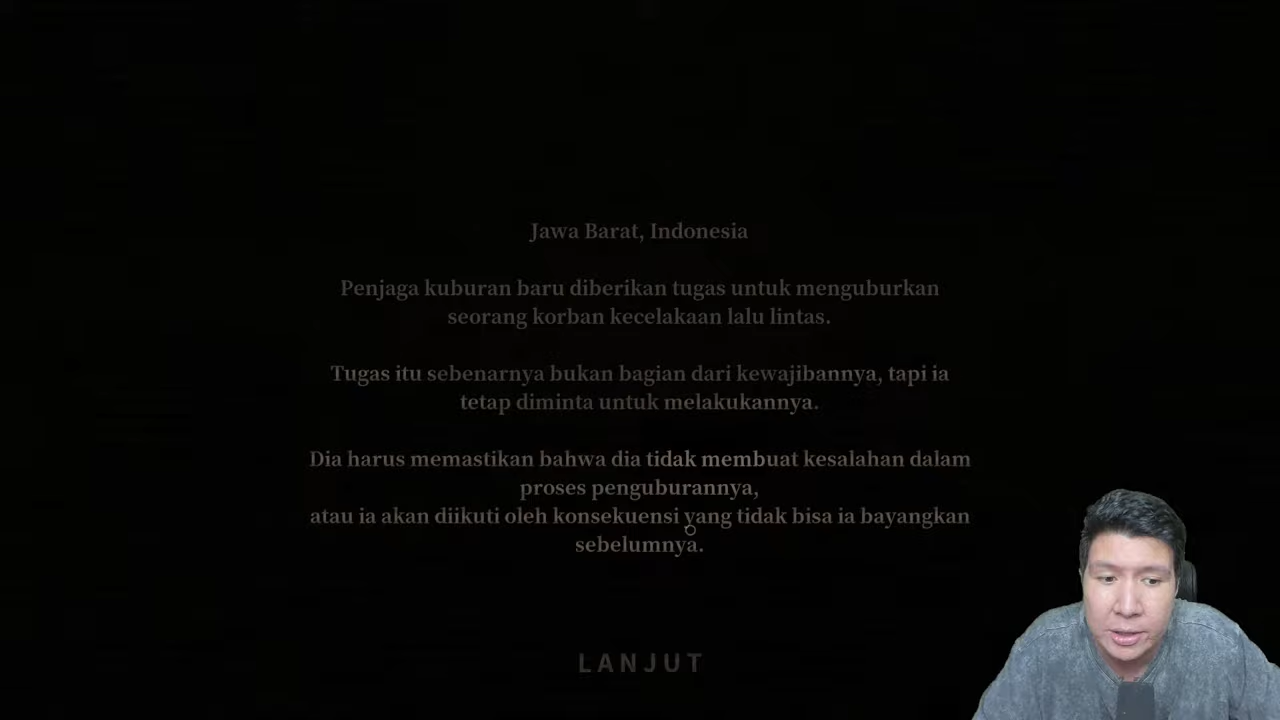 Jawa Barat, Indonesia
Penjaga kuburan baru diberikan tugas untuk menguburkan
seorang korban kecelakaan lalu lintas.
Tugas itu sebenarnya bukan bagian dari kewajibannya, tapi ia
tetap diminta untuk melakukannya.
Dia harus memastikan bahwa dia tidak membuat kesalahan dalam
proses penguburannya,
atau ia akan diikuti oleh konsekuensi yang tidak bisa ia bayangkan
sebelumnya.
LANJUT